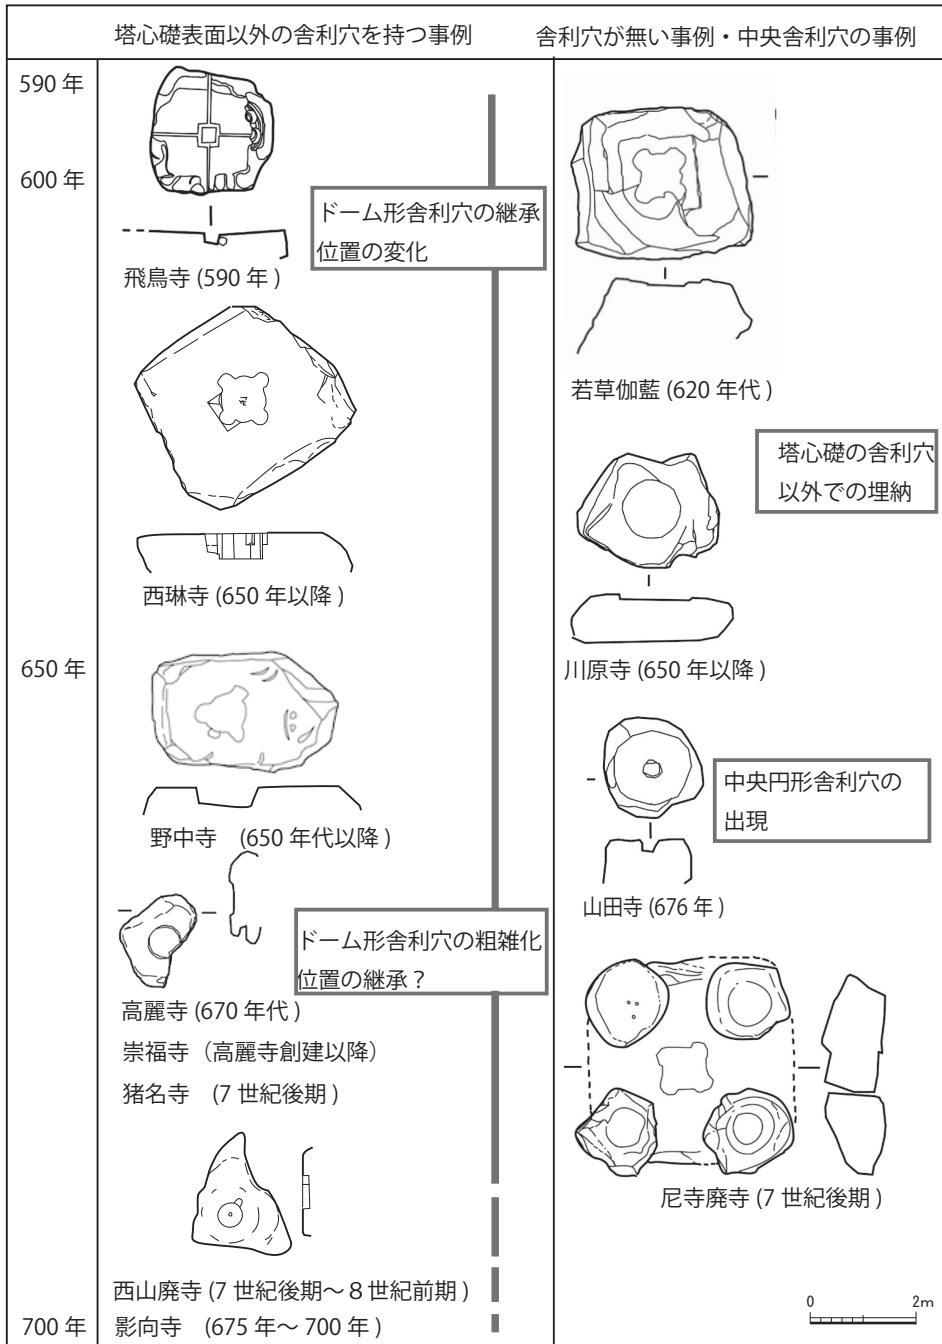 塔心礎表面以外の舎利穴を持つ事例
舎利穴が無い事例・中央舎利穴の事例
590 年
600 年
ドーム形舎利穴の継承
位置の変化
飛鳥寺 (590 年 )
若草伽藍 (620 年代 )
塔心礎の舎利穴
以外での埋納
西琳寺 (650 年以降 )
650 年
川原寺 (650 年以降 )
中央円形舎利穴の
出現
野中寺　(650 年代以降 )
山田寺 (676 年 )
ドーム形舎利穴の粗雑化
位置の継承？
高麗寺 (670 年代 )
崇福寺（高麗寺創建以降）
猪名寺　(7 世紀後期 )
尼寺廃寺 (7 世紀後期 )
西山廃寺 (7 世紀後期～８世紀前期 )
700 年
影向寺　(675 年～ 700 年 )
0
2m